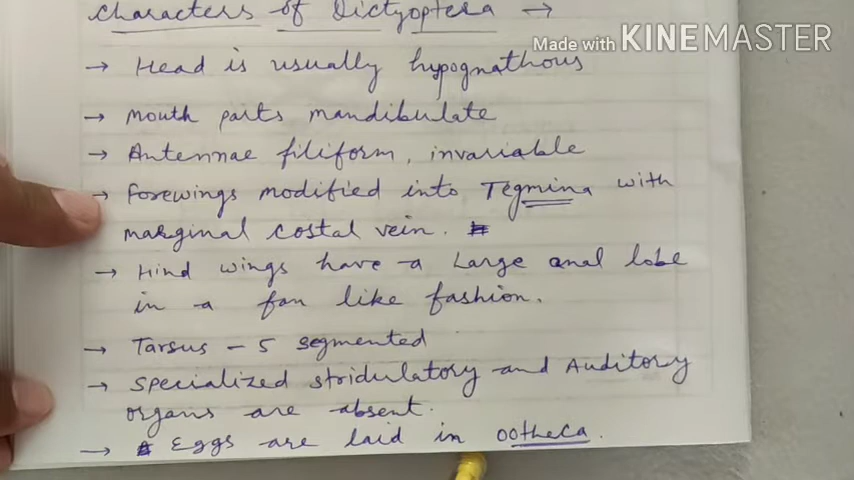 characters of Dictyoptera →
Made with KINEMASTER
→ Head is usually hypognathous
→ Mouth parts mandibulate
→ Antennae filiform, invariable
→ Forewings modified into Tegmina with
marginal costal vein.
→ Hind wings have a Large anal lobe
in a fan like fashion.
→ Tarsus - 5 segmented
→ Specialized stridulatory and Auditory
organs are absent.
→ Eggs are laid in ootheca.